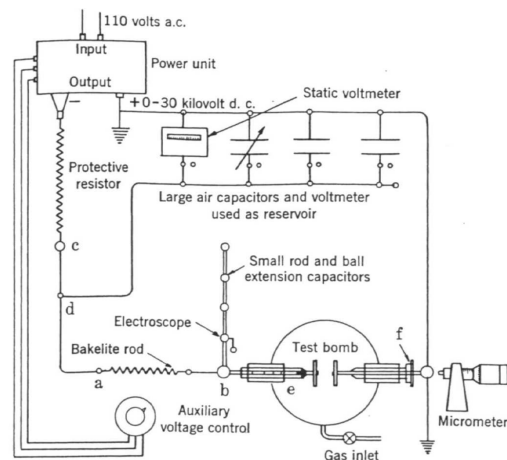 110 volts a.c.
Input
Power unit
Output
−
+0-30 kilovolt d. c.
Static voltmeter
Protective
resistor
Large air capacitors and voltmeter
used as reservoir
c
d
Small rod and ball
extension capacitors
Electroscope
Bakelite rod
Test bomb
f
a
b
e
Auxiliary
voltage control
Micrometer
Gas inlet